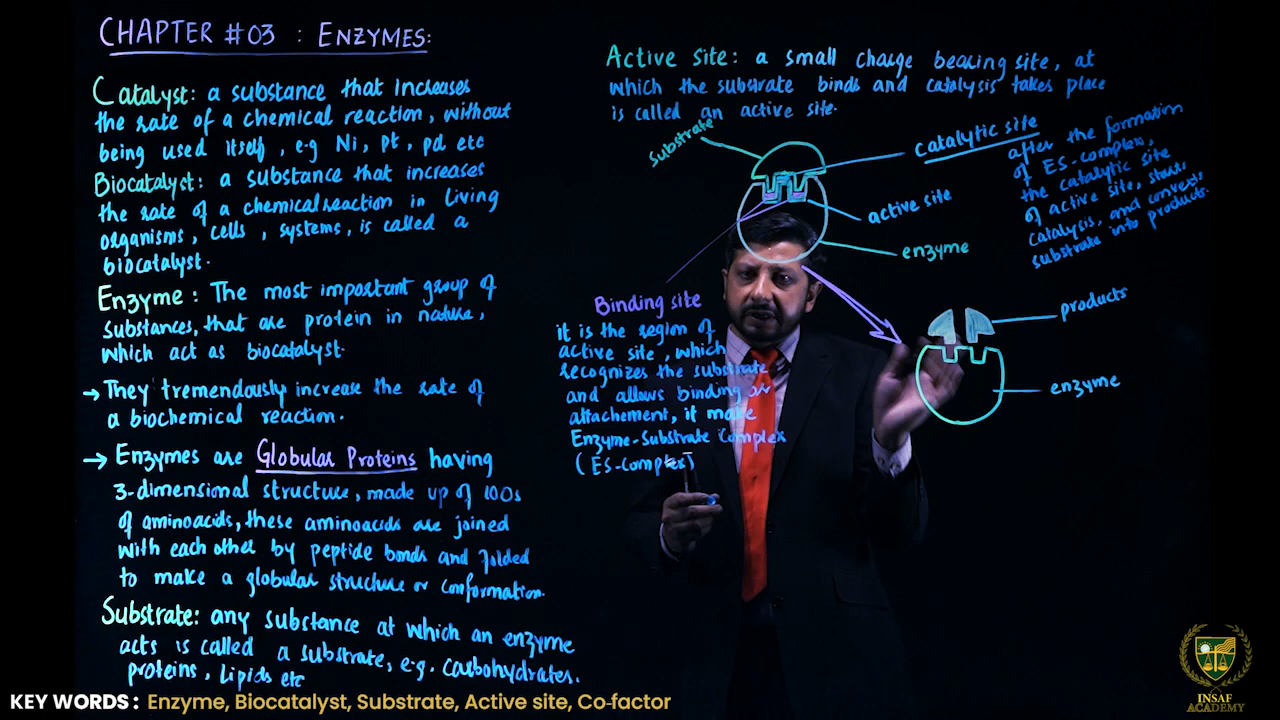 CHAPTER #03 : ENZYMES:
Catalyst: a substance that increases
the rate of a chemical reaction, without
being used itself, e.g Ni, Pt, pd etc
Biocatalyst: a substance that increases
the rate of a chemical reaction in living
organisms, cells, systems, is called a
biocatalyst.
Enzyme: The most important group of
substances, that are protein in nature,
which act as biocatalyst.
→ They tremendously increase the rate of
a biochemical reaction.
→ Enzymes are Globular Proteins having
3-dimensional structure, made up of 100s
of aminoacids, these aminoacids are joined
with each other by peptide bonds and folded
to make a globular structure or conformation.
Substrate: any substance at which an enzyme
acts is called a substrate, e.g. carbohydrates.
proteins, Lipids etc
Active site: a small charge bearing site, at
which the substrate binds and catalysis takes place
is called an active site.
Substrate
catalytic site
after the formation
of ES-complex,
the catalytic site
of active site, starts
catalysis, and converts
substrate into products.
active site
enzyme
Binding site
it is the region of
active site, which
recognizes the substrate
and allows binding or
attachement, it make
Enzyme-Substrate Complex
(ES-Complex)
products
enzyme
KEY WORDS: Enzyme, Biocatalyst, Substrate, Active site, Co-factor
INSAF
ACADEMY